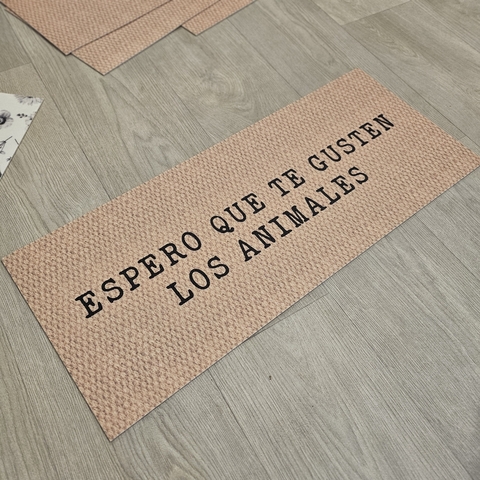 ESPERO QUE TE GUSTEN
LOS ANIMALES